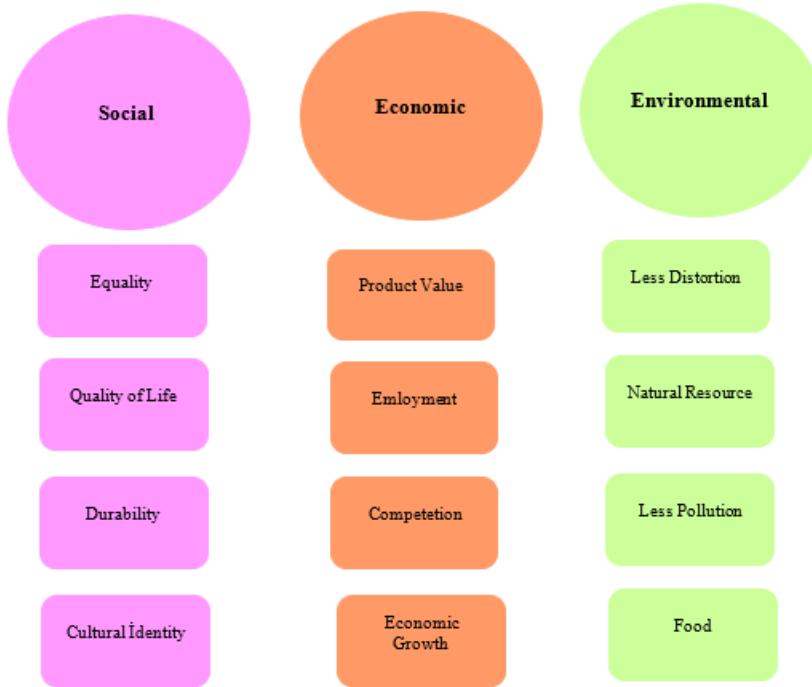 Social
Economic
Environmental
Equality
Product Value
Less Distortion
Quality of Life
Emloyment
Natural Resource
Durability
Competetion
Less Pollution
Cultural İdentity
Economic
Growth
Food